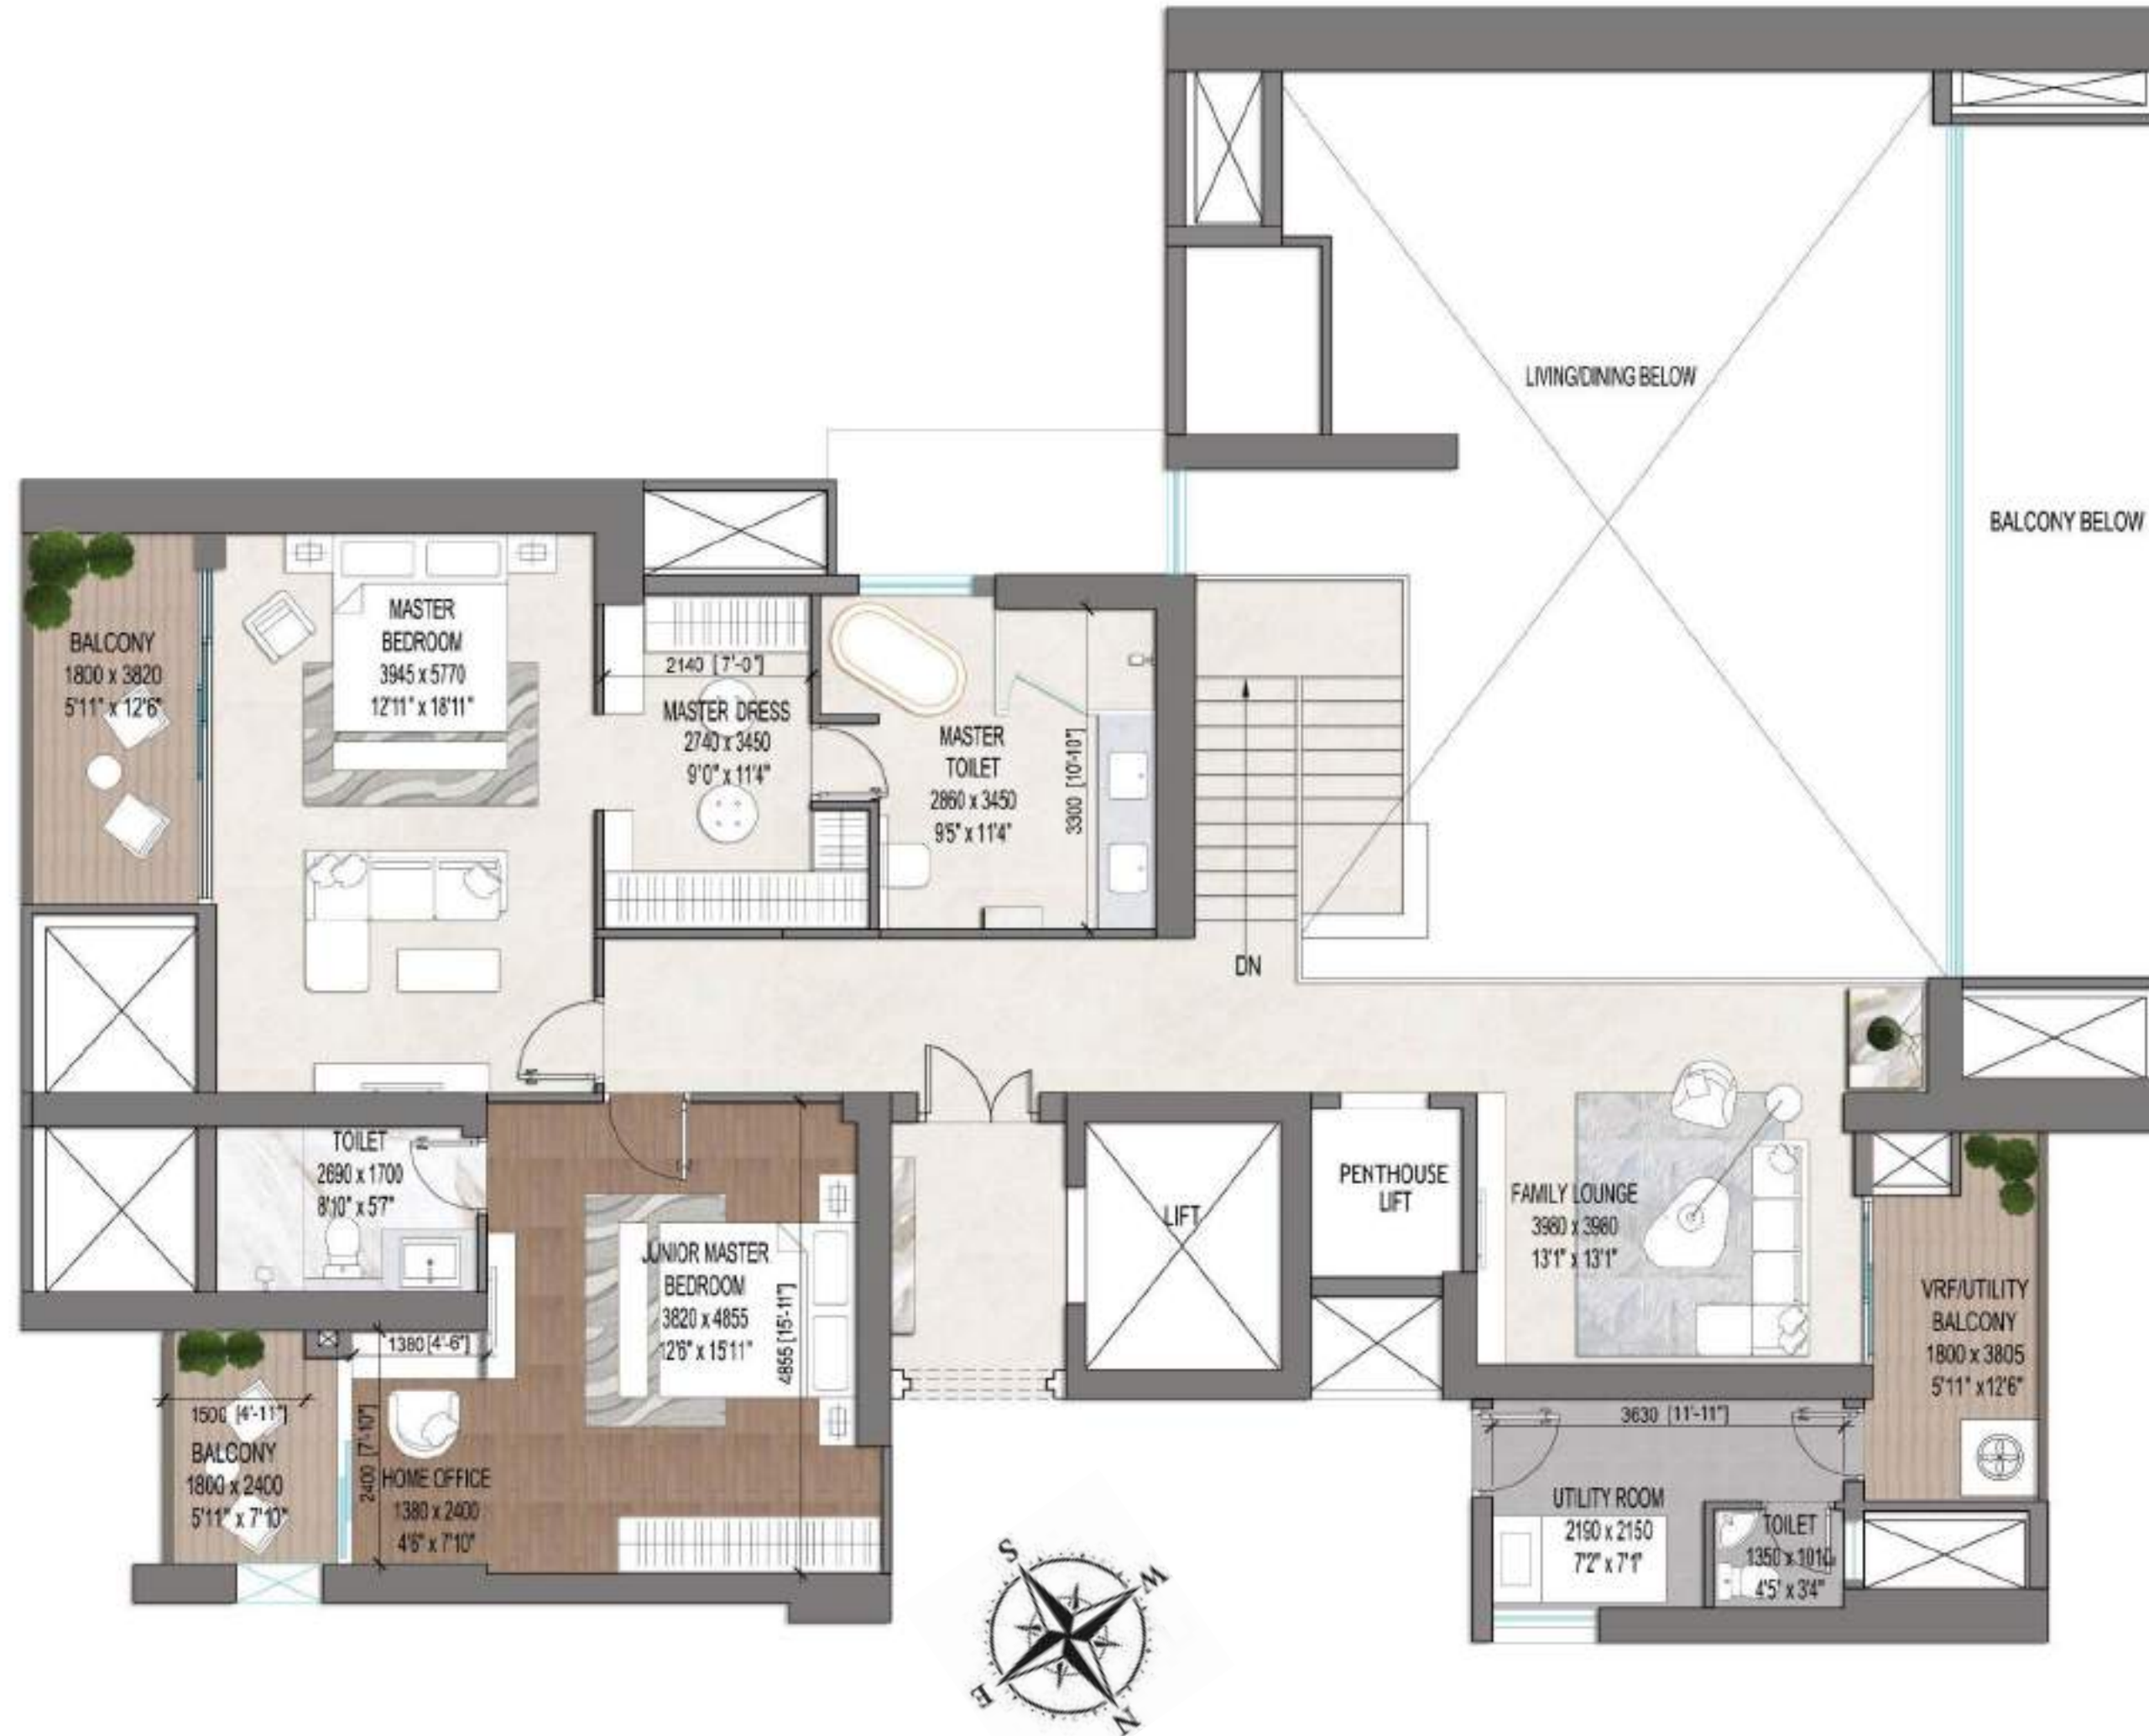 LIVING/DINING BELOW
BALCONY BELOW
BALCONY
1800 x 3820
5'11" x 12'6"
MASTER
BEDROOM
3945 x 5770
12'11" x 18'11"
2140 [7'-0"]
MASTER DRESS
2740 x 3450
9'0" x 11'4"
MASTER
TOILET
2860 x 3450
9'5" x 11'4"
3300 [10'-10"]
DN
TOILET
2690 x 1700
8'10" x 5'7"
JUNIOR MASTER
BEDROOM
3820 x 4855
12'6" x 15'11"
4855 [15'-11"]
LIFT
PENTHOUSE
LIFT
FAMILY LOUNGE
3980 x 3980
13'1" x 13'1"
VRF/UTILITY
BALCONY
1800 x 3805
5'11" x12'6"
1380 [4'-6"]
1500 [4'-11"]
BALCONY
1800 x 2400
5'11" x 7'10"
2400 [7'-10"]
HOME OFFICE
1380 x 2400
4'6" x 7'10"
3630 [11'-11"]
UTILITY ROOM
2190 x 2150
7'2" x 7'1"
TOILET
1350 x 1010
4'5' x 3'4"
S
W
E
N